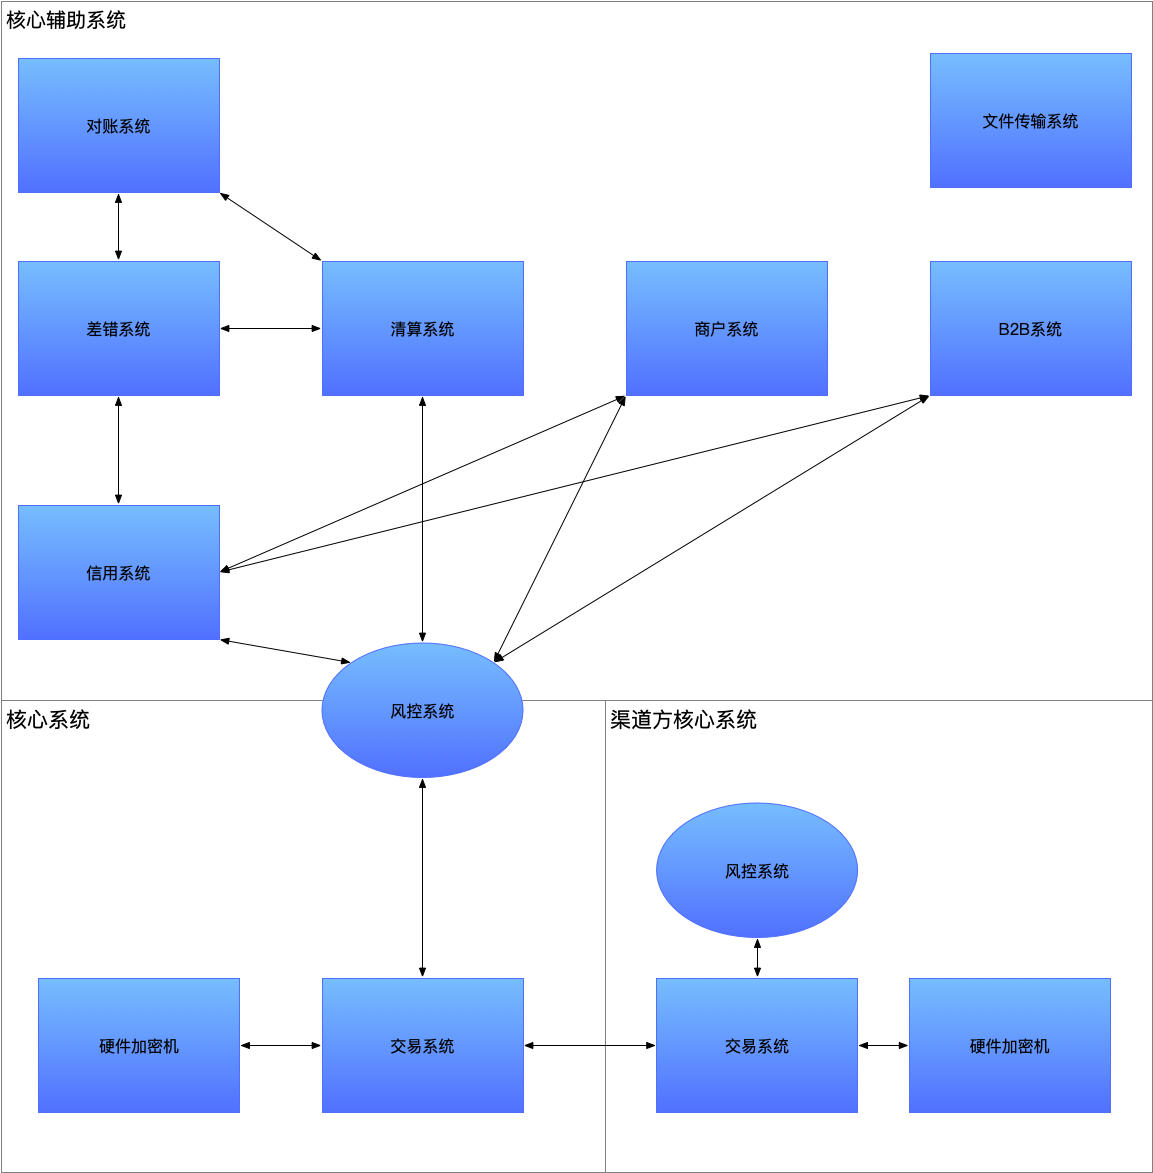 核心辅助系统
对账系统
文件传输系统
差错系统
清算系统
商户系统
B2B系统
信用系统
风控系统
核心系统
渠道方核心系统
风控系统
硬件加密机
交易系统
交易系统
硬件加密机